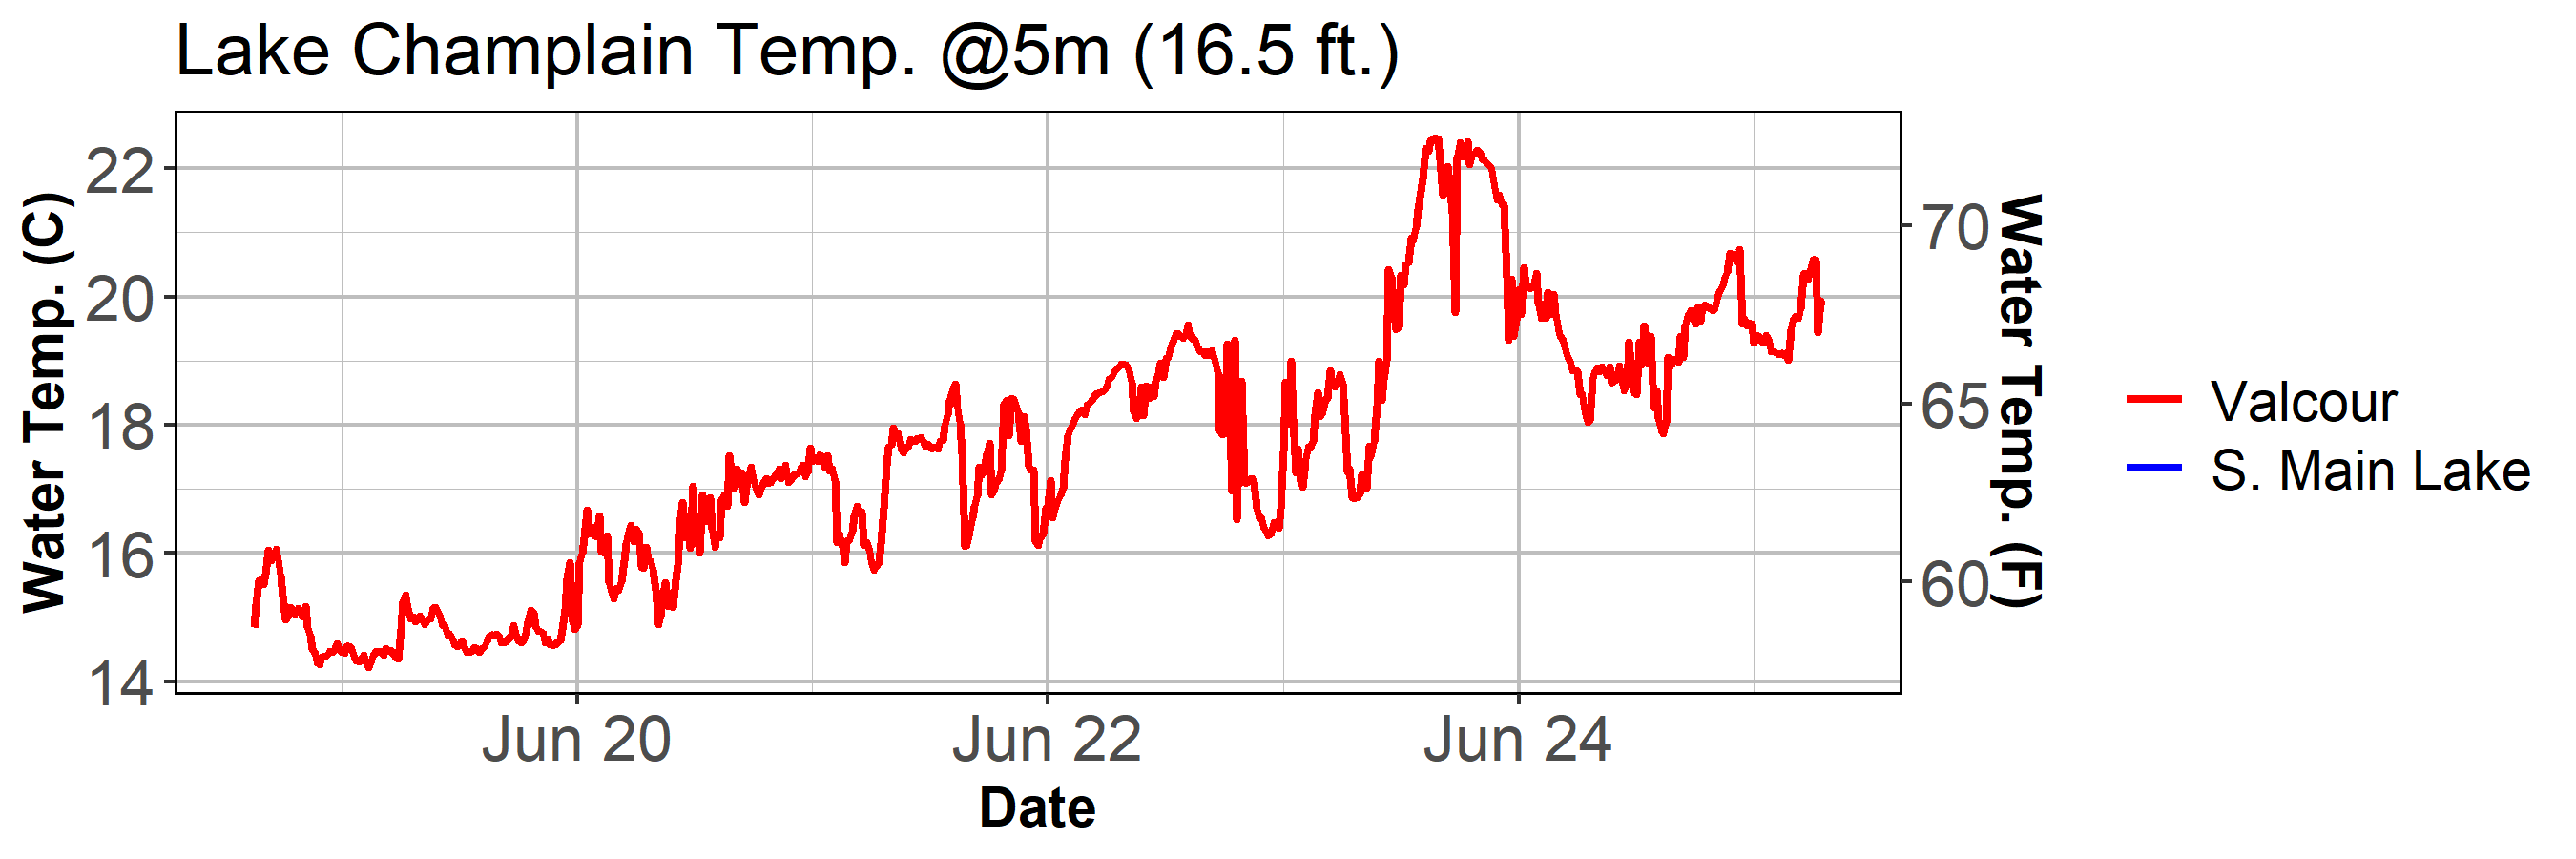 Lake Champlain Temp. @5m (16.5 ft.)
Water Temp. (C)
22
20
18
16
14
70
65
60
Water Temp. (F)
Jun 20
Jun 22
Jun 24
Date
Valcour
S. Main Lake